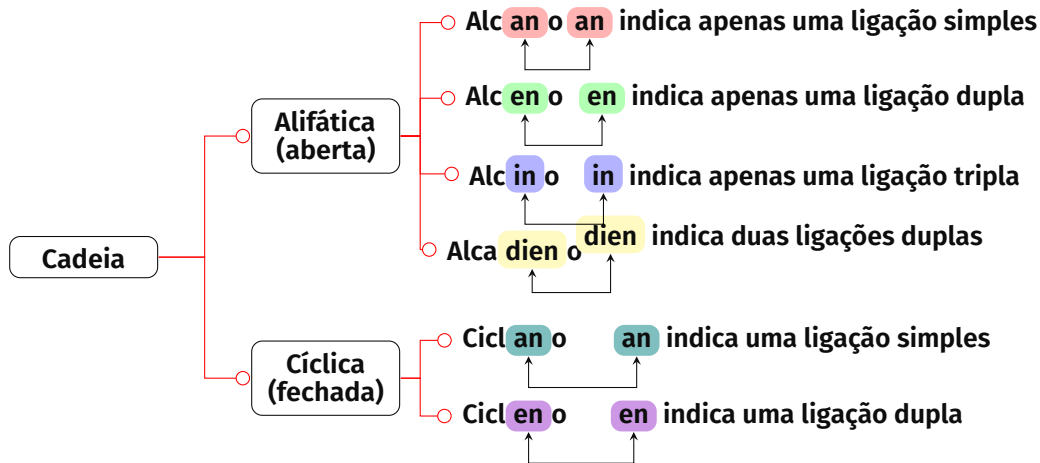 Alcano an indica apenas uma ligação simples
Alceno en indica apenas uma ligação dupla
Alifática
(aberta)
Alcino in indica apenas uma ligação tripla
Alcadieno dien indica duas ligações duplas
Cadeia
Ciclano an indica uma ligação simples
Cíclica
(fechada)
Cicleno en indica uma ligação dupla